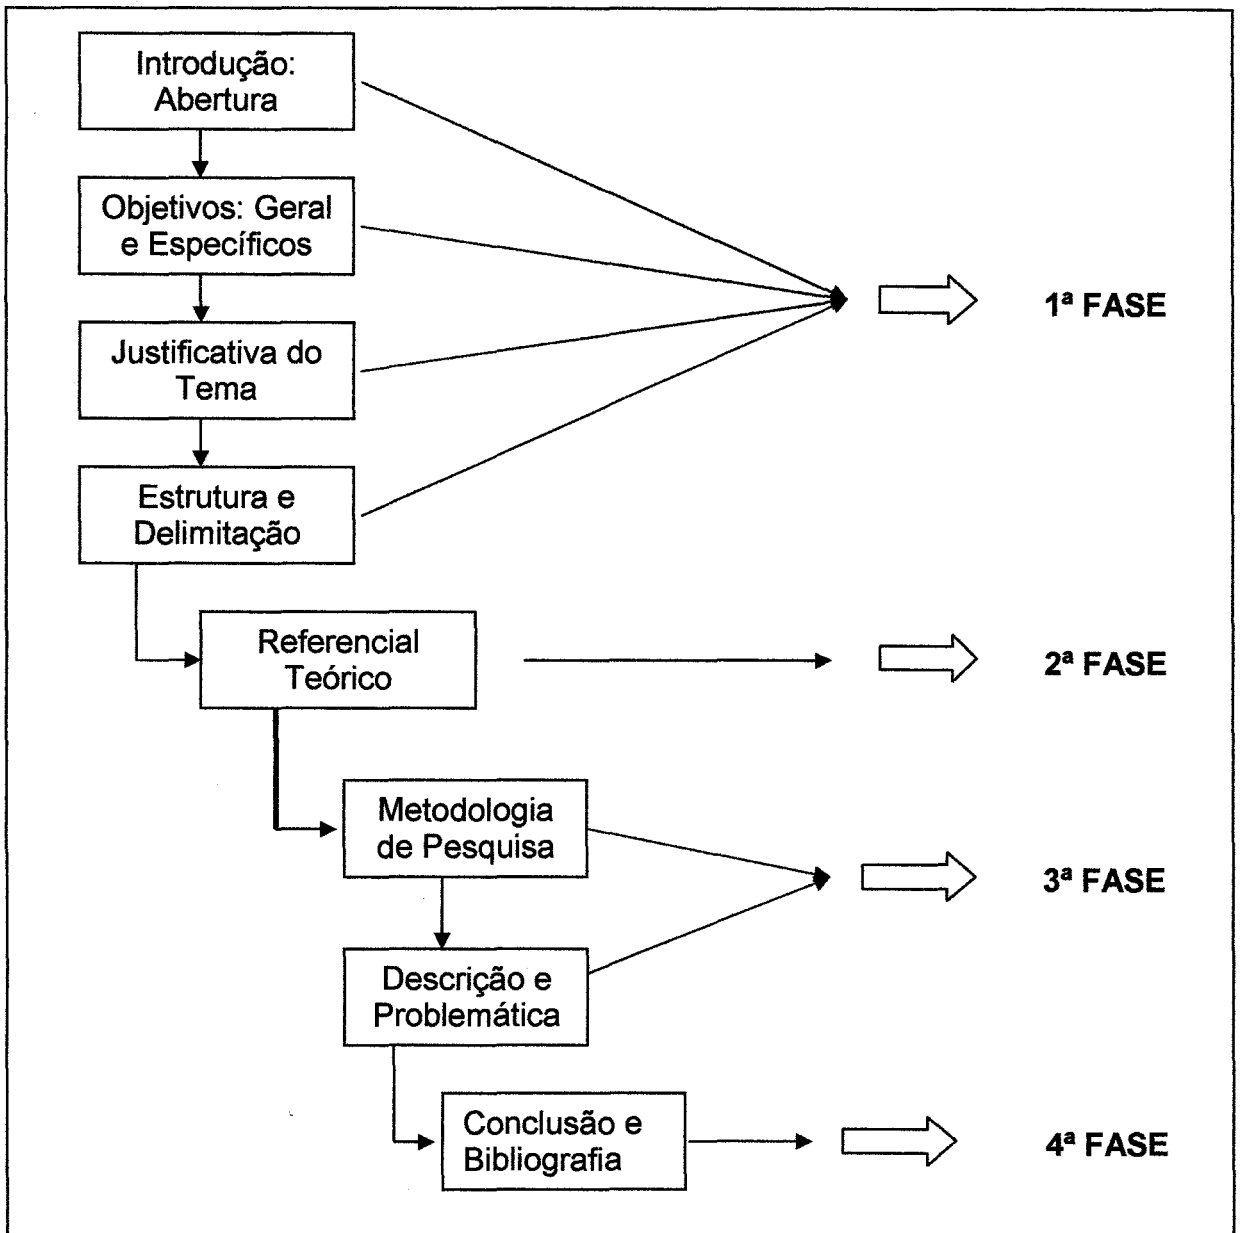 Introdução:
Abertura
Objetivos: Geral
e Específicos
Justificativa do
Tema
1ª FASE
Estrutura e
Delimitação
Referencial
Teórico
2ª FASE
Metodologia
de Pesquisa
3ª FASE
Descrição e
Problemática
Conclusão e
Bibliografia
4ª FASE